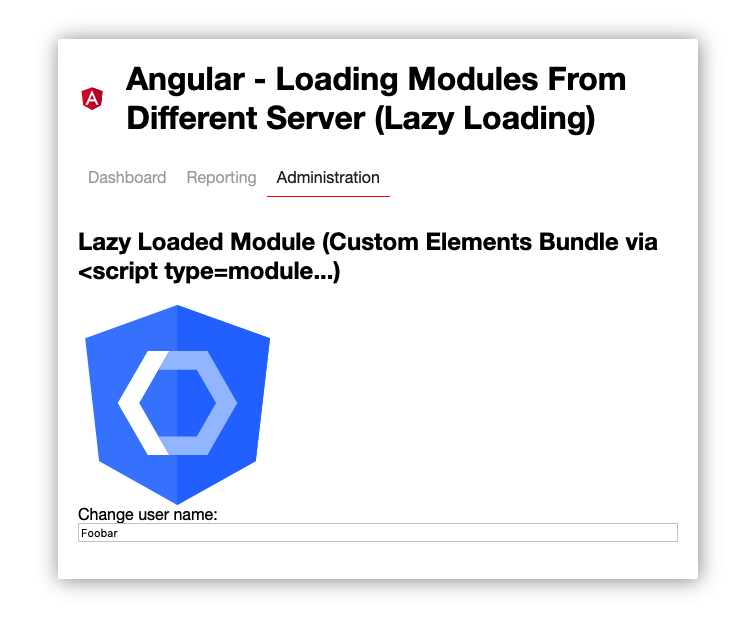 Angular - Loading Modules From
Different Server (Lazy Loading)
Dashboard Reporting Administration
Lazy Loaded Module (Custom Elements Bundle via
<script type=module...)
Change user name:
Foobar